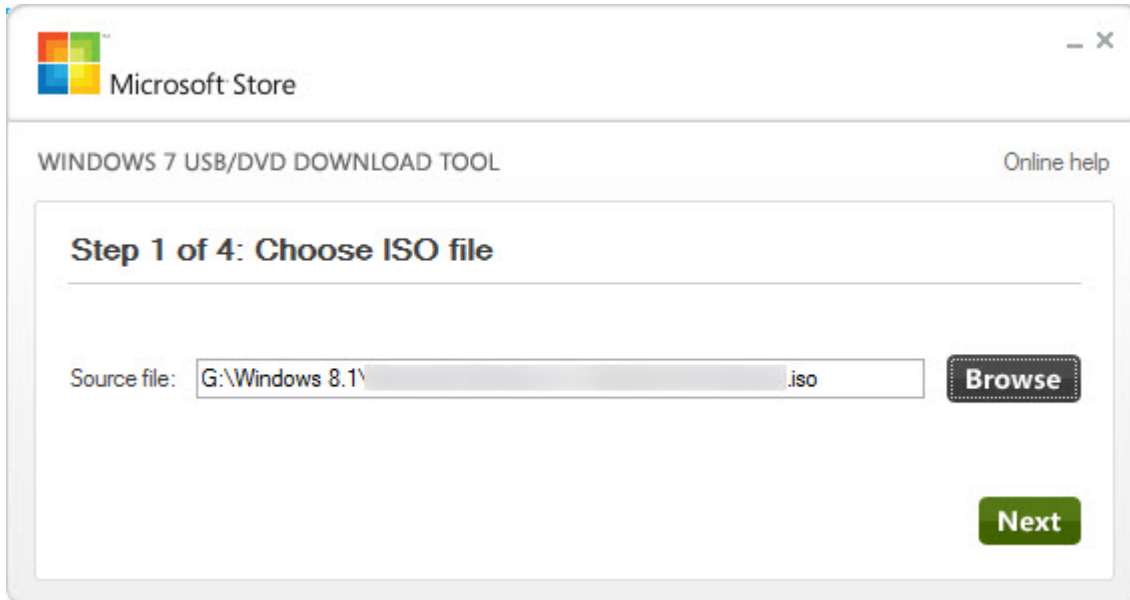 Microsoft Store
WINDOWS 7 USB/DVD DOWNLOAD TOOL Online help
Step 1 of 4: Choose ISO file
Source file: G:\Windows 8.1\ .iso Browse
Next